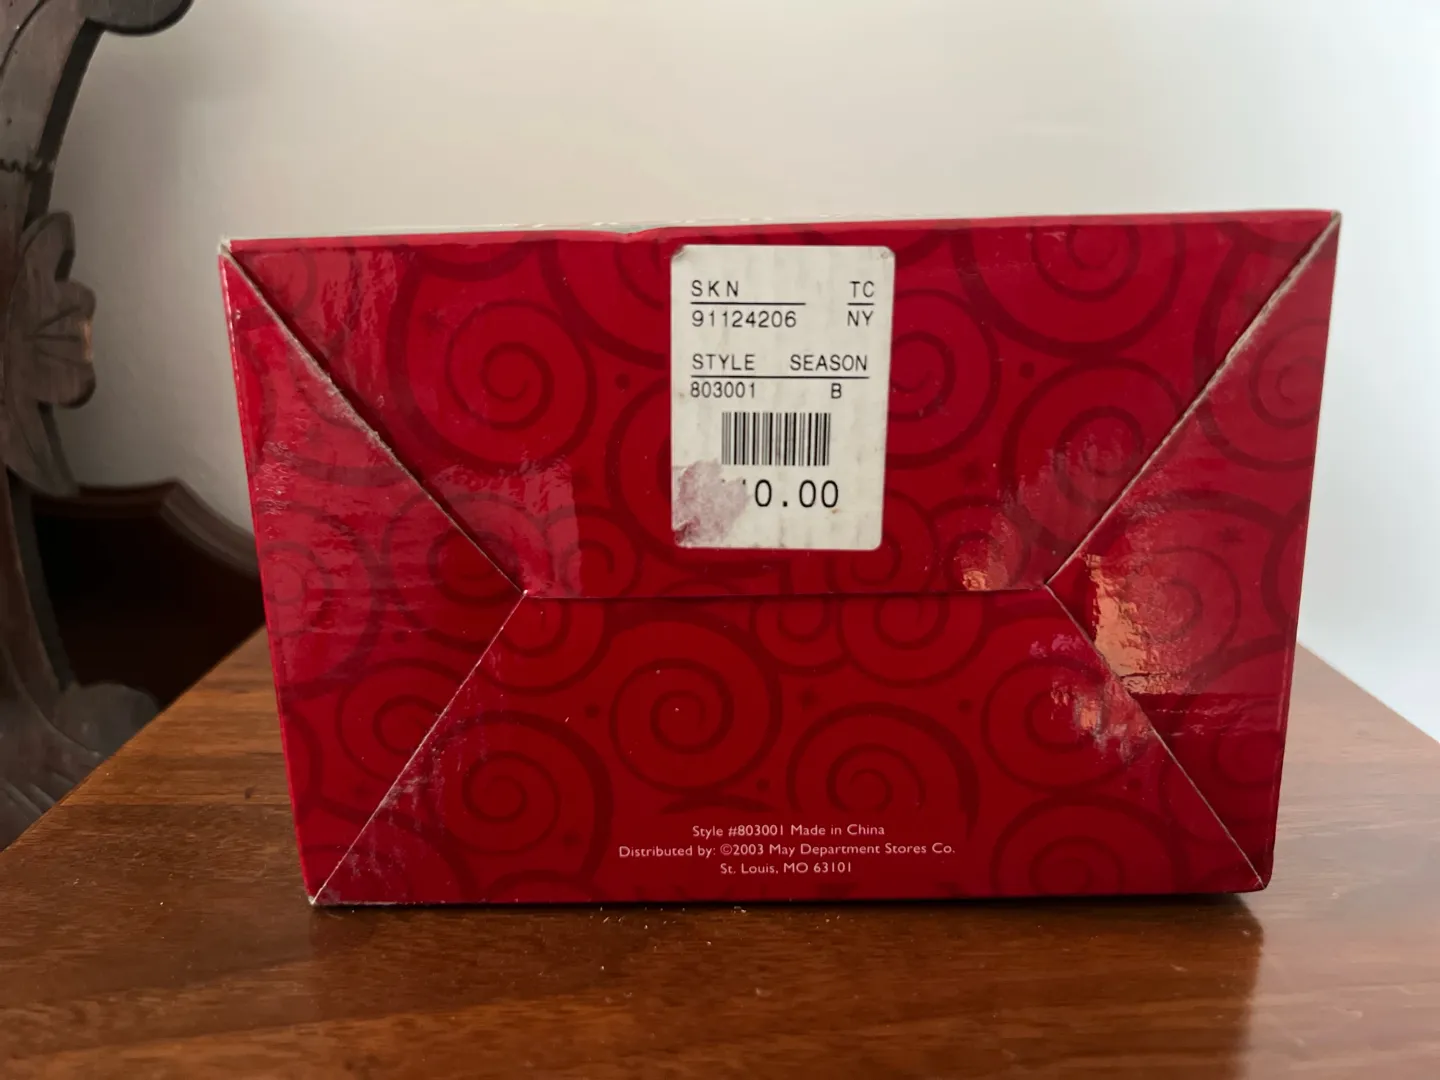 SKN TC
91124206 NY
STYLE SEASON
803001 B
0.00
Style #803001 Made in China
Distributed by: ©2003 May Department Stores Co.
St. Louis, MO 63101